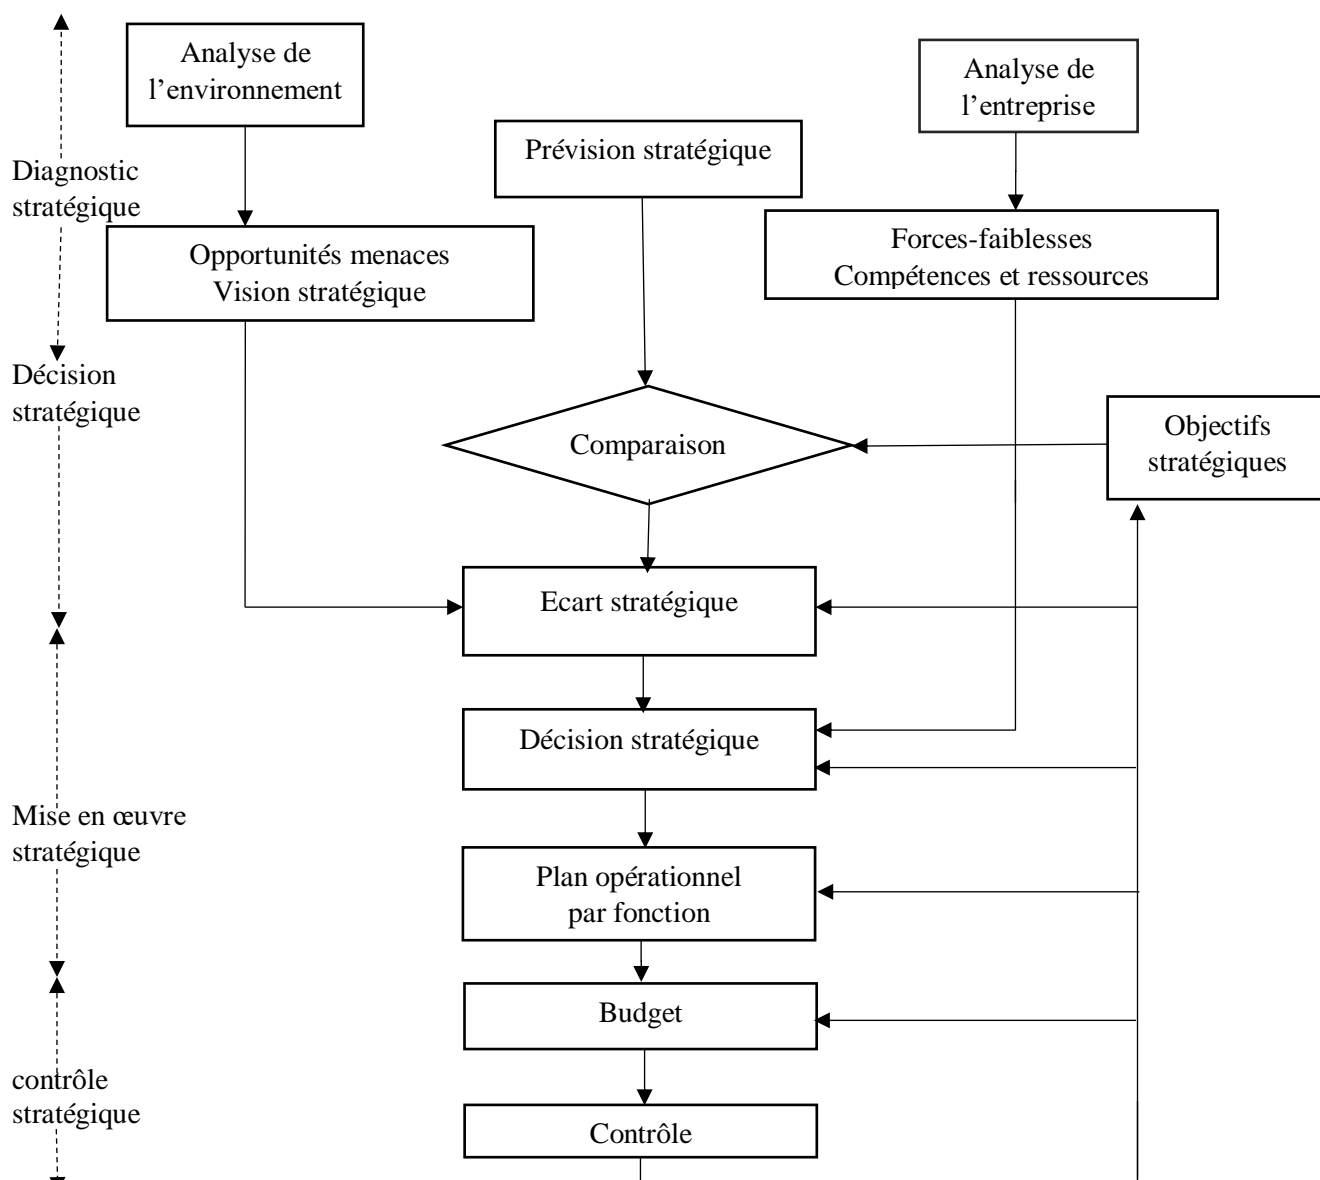 Analyse de
l’environnement
Analyse de
l’entreprise
Prévision stratégique
Diagnostic
stratégique
Opportunités menaces
Vision stratégique
Forces-faiblesses
Compétences et ressources
Décision
stratégique
Comparaison
Objectifs
stratégiques
Ecart stratégique
Décision stratégique
Mise en œuvre
stratégique
Plan opérationnel
par fonction
Budget
contrôle
stratégique
Contrôle